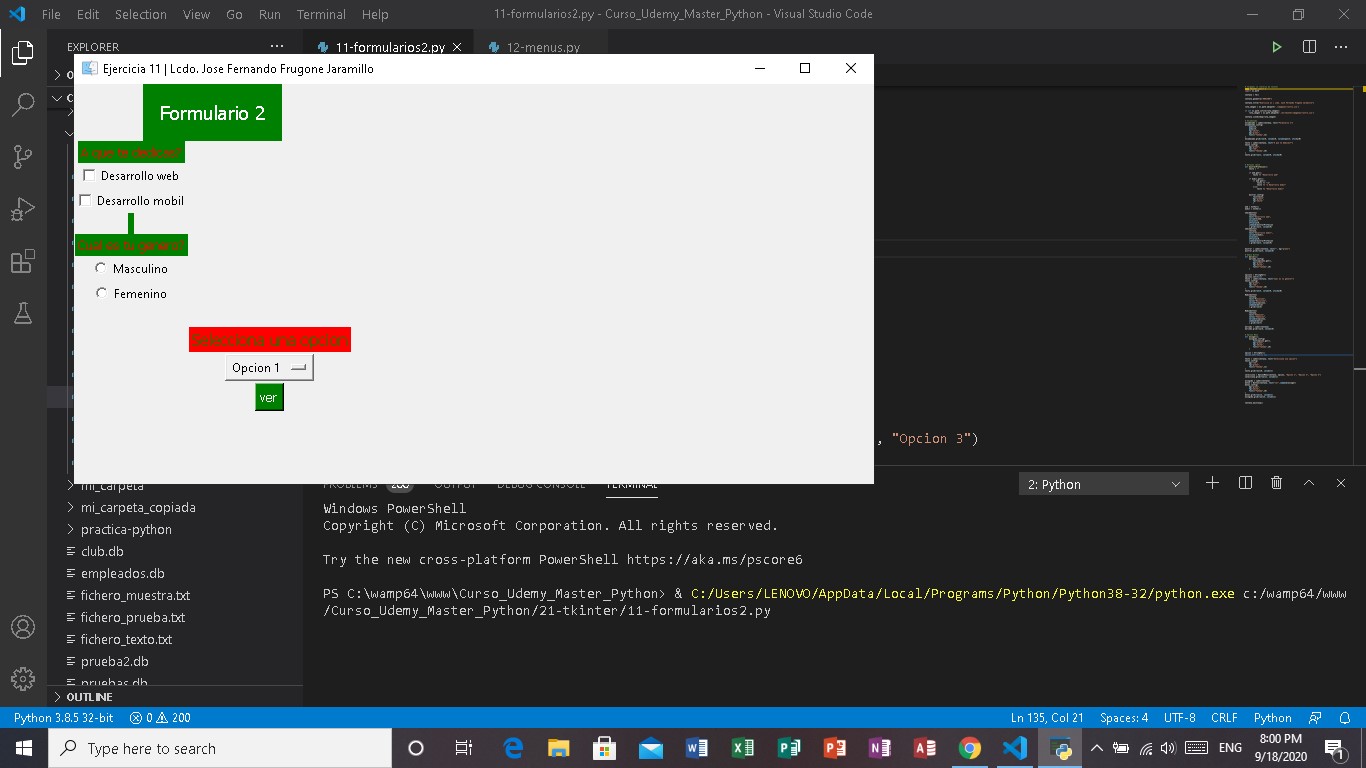 File Edit Selection View Go Run Terminal Help 11-formularios2.py - Curso_Udemy_Master_Python - Visual Studio Code
EXPLORER ... 11-formularios2.py 12-menus.py
Ejercicia 11 | Lcdo. Jose Fernando Frugone Jaramillo
Formulario 2
Desarrollo web
Desarrollo mobil
Masculino
Femenino
Selecciona una opcion
Opcion 1
ver
, "Opcion 3")
mi_carpeta
mi_carpeta_copiada
practica-python
club.db
empleados.db
fichero_muestra.txt
fichero_prueba.txt
fichero_texto.txt
prueba2.db
pruebas.db
OUTLINE
PROBLEMS 200 OUTPUT DEBUG CONSOLE TERMINAL 2: Python
Windows PowerShell
Copyright (C) Microsoft Corporation. All rights reserved.
Try the new cross-platform PowerShell https://aka.ms/pscore6
PS C:\wamp64\www\Curso_Udemy_Master_Python> & C:/Users/LENOVO/AppData/Local/Programs/Python/Python38-32/python.exe c:/wamp64/www
/Curso_Udemy_Master_Python/21-tkinter/11-formularios2.py
Python 3.8.5 32-bit 0 200 Ln 135, Col 21 Spaces: 4 UTF-8 CRLF Python
Type here to search ENG 8:00 PM
9/18/2020 1